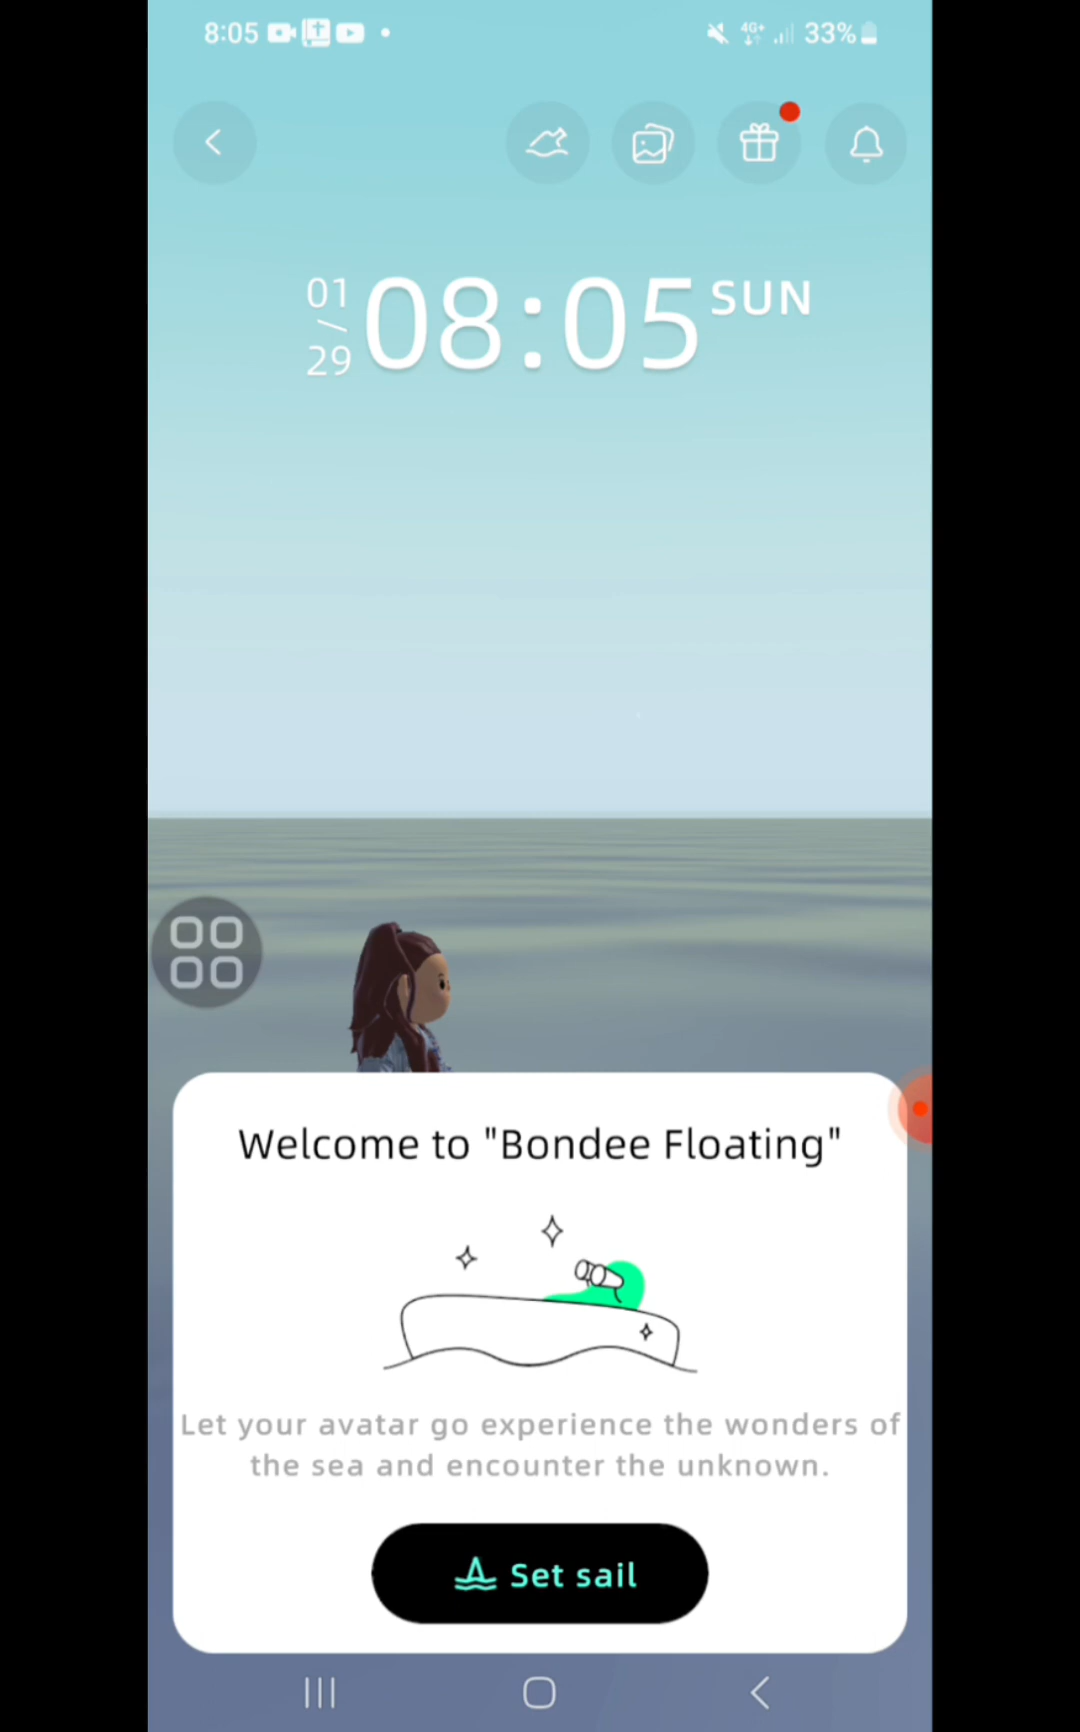 8:05 4G+ 33%
01 08:05 SUN
29
Welcome to "Bondee Floating"
Let your avatar go experience the wonders of
the sea and encounter the unknown.
Set sail